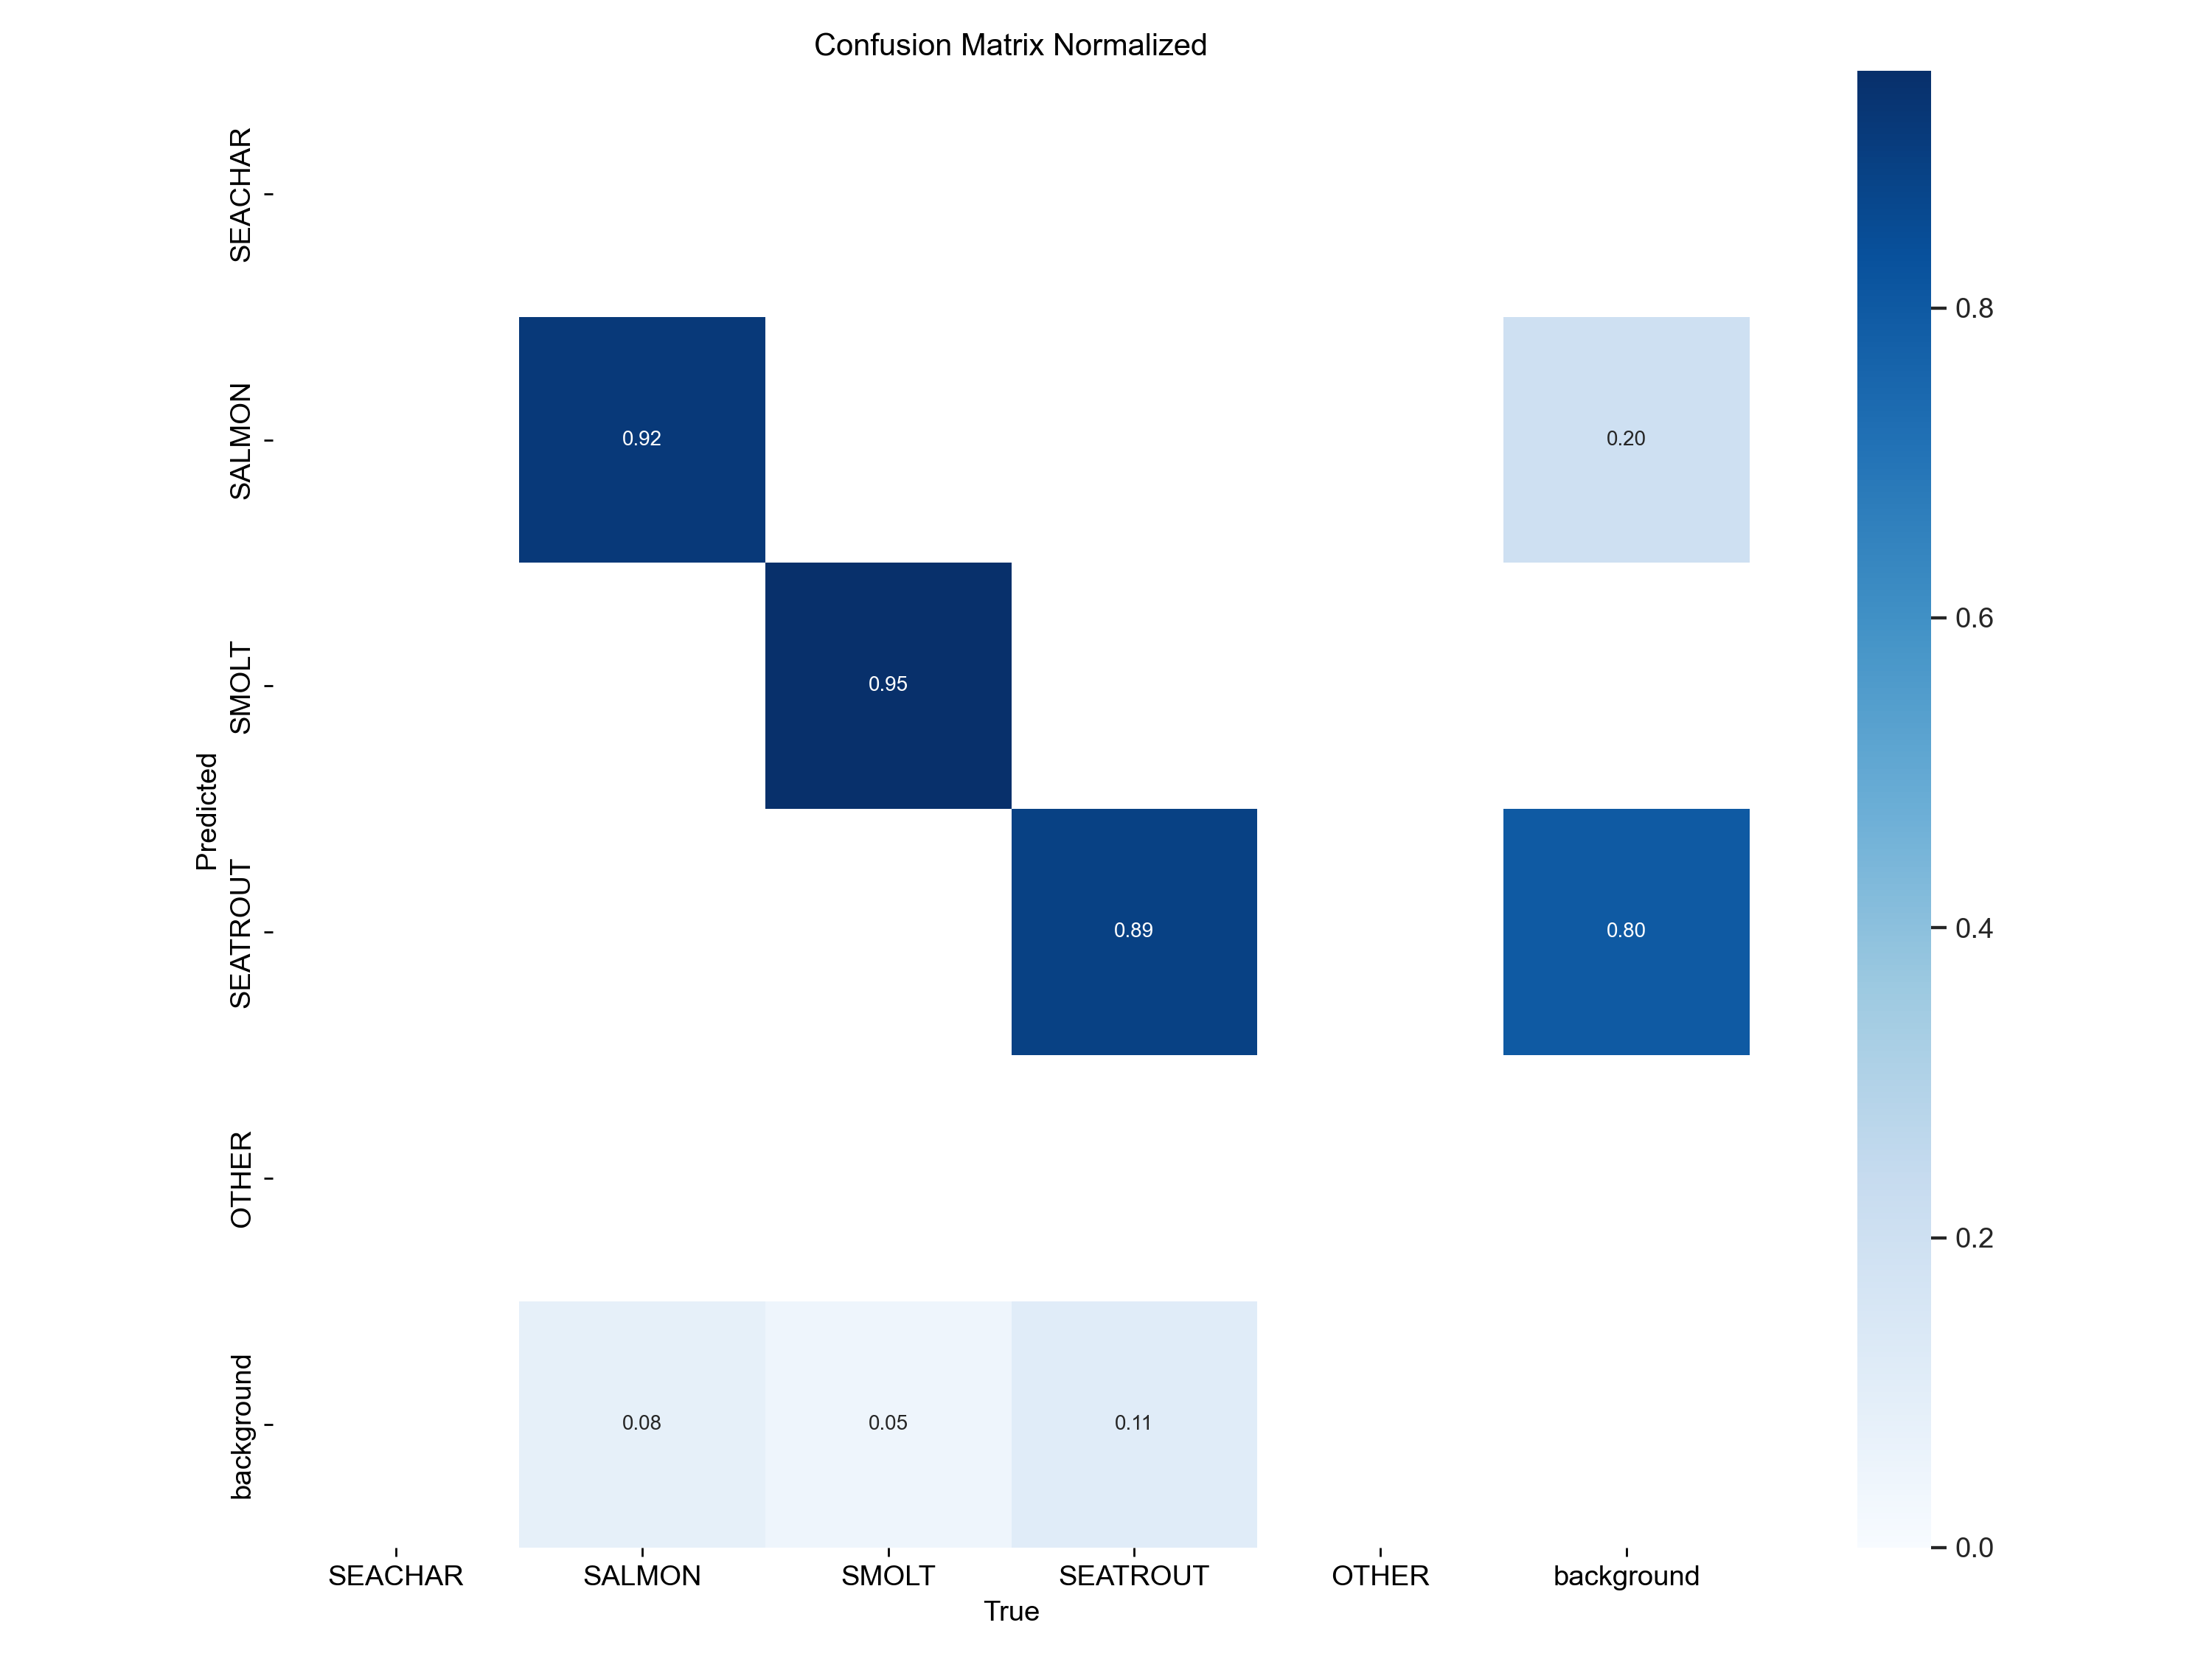 Confusion Matrix Normalized
SEACHAR
SALMON
SMOLT
SEATROUT
OTHER
background
Predicted
0.92
0.20
0.95
0.89
0.80
0.08
0.05
0.11
SEACHAR
SALMON
SMOLT
SEATROUT
OTHER
background
True
0.8
0.6
0.4
0.2
0.0